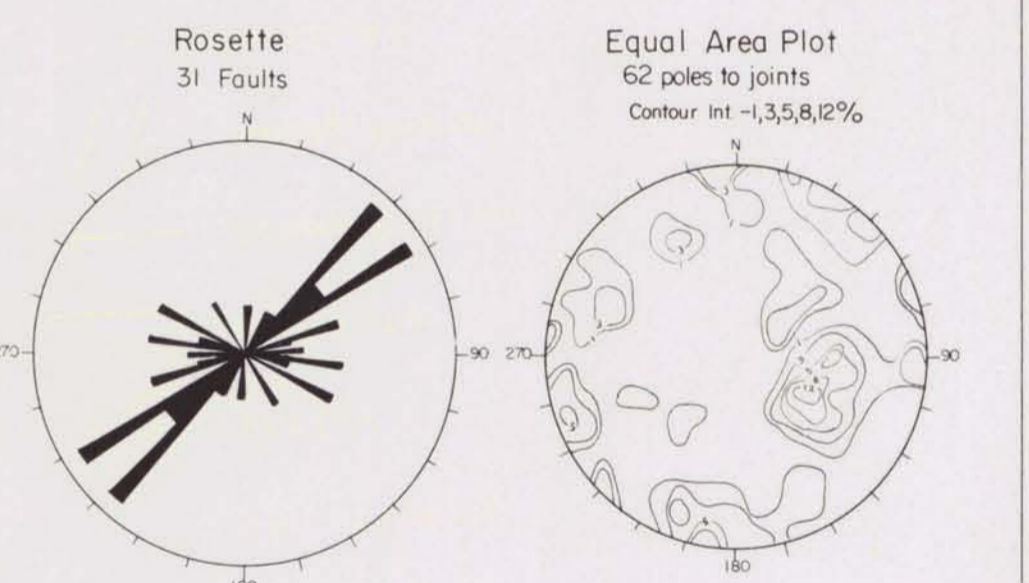 Rosette
31 Faults
N
90
Equal Area Plot
62 poles to joints
Contour Int -1,3,5,8,12%
N
270
90
180